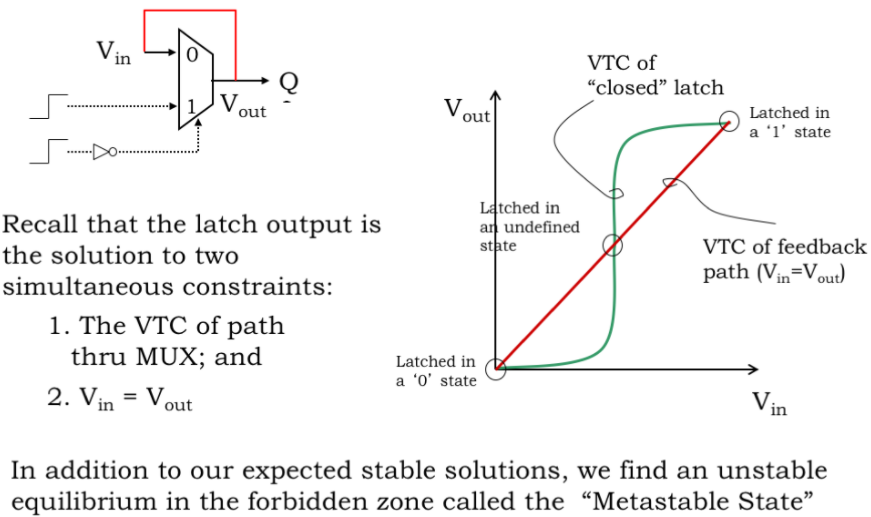 Vin
0
Q
1
Vout
VTC of
“closed” latch
Vout
Latched in
a ‘1’ state
Latched in
an undefined
state
VTC of feedback
path (Vin=Vout)
Latched in
a ‘0’ state
Vin
Recall that the latch output is
the solution to two
simultaneous constraints:
1. The VTC of path
thru MUX; and
2. Vin = Vout
In addition to our expected stable solutions, we find an unstable
equilibrium in the forbidden zone called the “Metastable State”